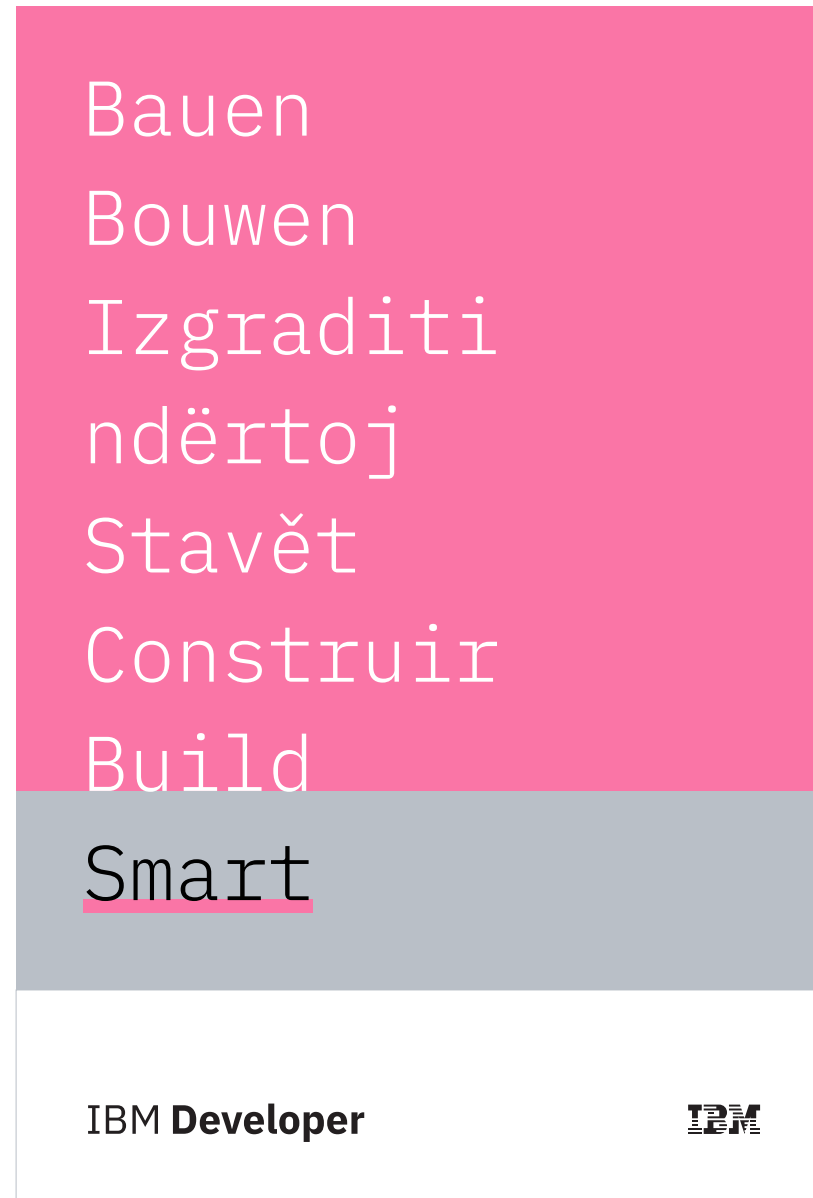 Bauen
Bouwen
Izgraditi
ndërtoj
Stavět
Construir
Build
Smart
IBM Developer
IBM